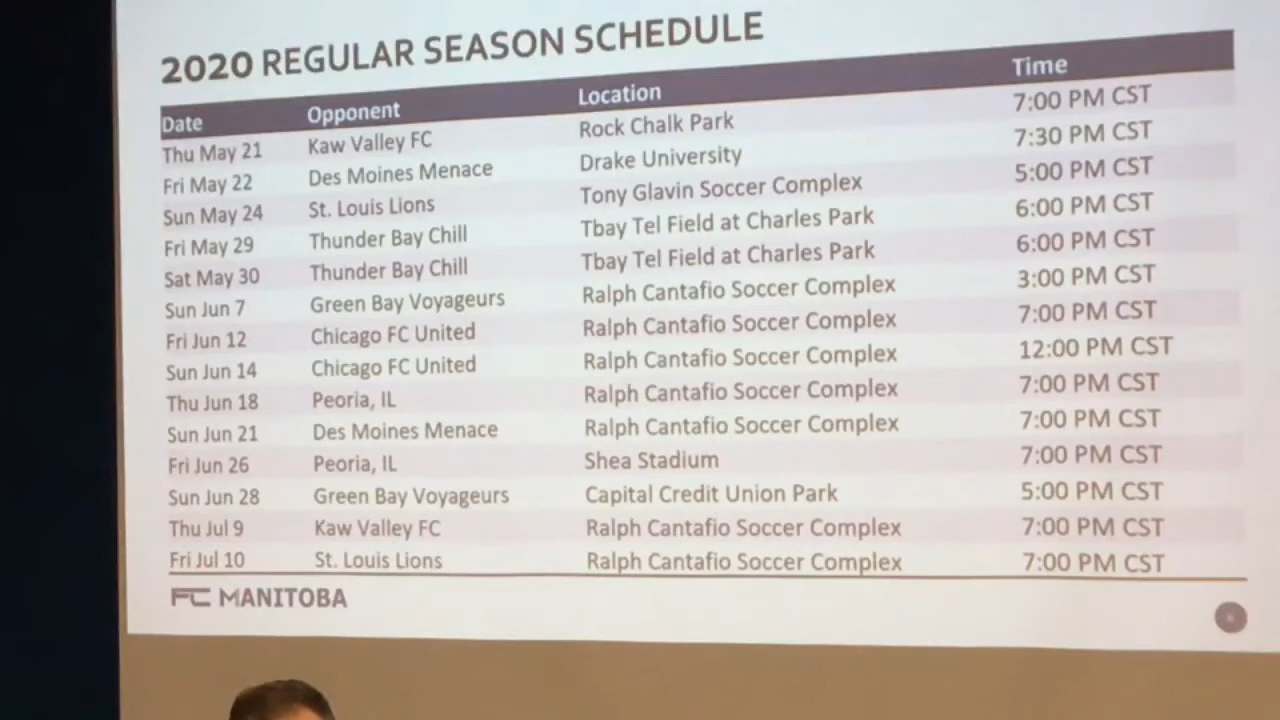 2020 REGULAR SEASON SCHEDULE
Date Opponent Location Time
Thu May 21 Kaw Valley FC Rock Chalk Park 7:00 PM CST
Fri May 22 Des Moines Menace Drake University 7:30 PM CST
Sun May 24 St. Louis Lions Tony Glavin Soccer Complex 5:00 PM CST
Fri May 29 Thunder Bay Chill Tbay Tel Field at Charles Park 6:00 PM CST
Sat May 30 Thunder Bay Chill Tbay Tel Field at Charles Park 6:00 PM CST
Sun Jun 7 Green Bay Voyageurs Ralph Cantafio Soccer Complex 3:00 PM CST
Fri Jun 12 Chicago FC United Ralph Cantafio Soccer Complex 7:00 PM CST
Sun Jun 14 Chicago FC United Ralph Cantafio Soccer Complex 12:00 PM CST
Thu Jun 18 Peoria, IL Ralph Cantafio Soccer Complex 7:00 PM CST
Sun Jun 21 Des Moines Menace Ralph Cantafio Soccer Complex 7:00 PM CST
Fri Jun 26 Peoria, IL Shea Stadium 7:00 PM CST
Sun Jun 28 Green Bay Voyageurs Capital Credit Union Park 5:00 PM CST
Thu Jul 9 Kaw Valley FC Ralph Cantafio Soccer Complex 7:00 PM CST
Fri Jul 10 St. Louis Lions Ralph Cantafio Soccer Complex 7:00 PM CST
FC MANITOBA